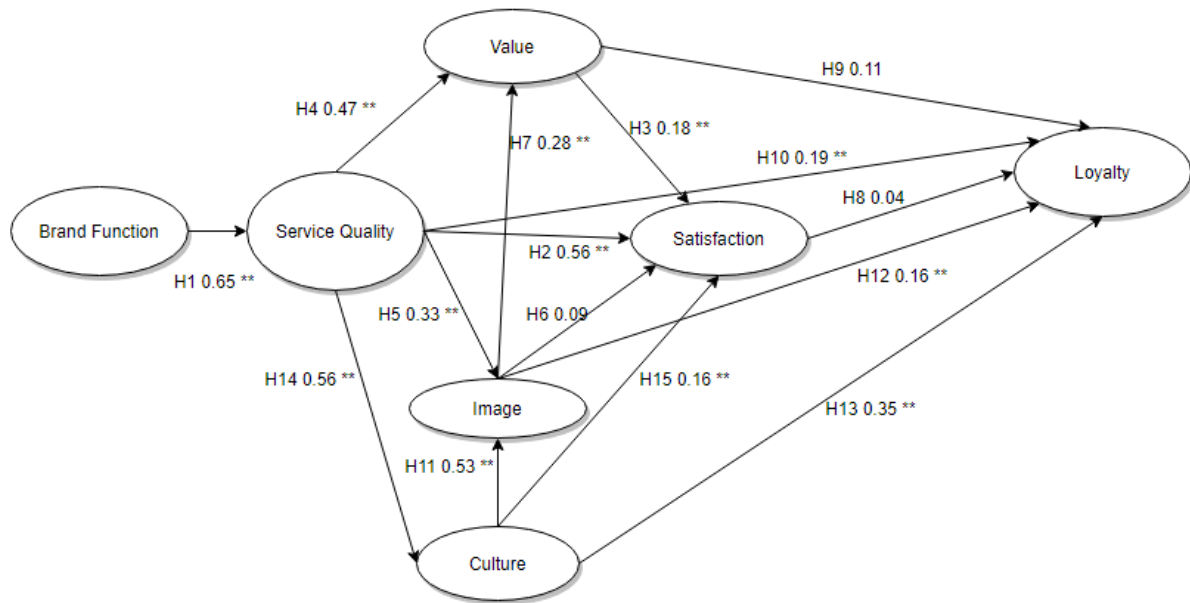 Value
H9 0.11
H4 0.47 **
H3 0.18 **
H7 0.28 **
H10 0.19 **
Loyalty
H8 0.04
Brand Function
Service Quality
Satisfaction
H2 0.56 **
H1 0.65 **
H12 0.16 **
H5 0.33 **
H6 0.09
H14 0.56 **
H15 0.16 **
Image
H13 0.35 **
H11 0.53 **
Culture